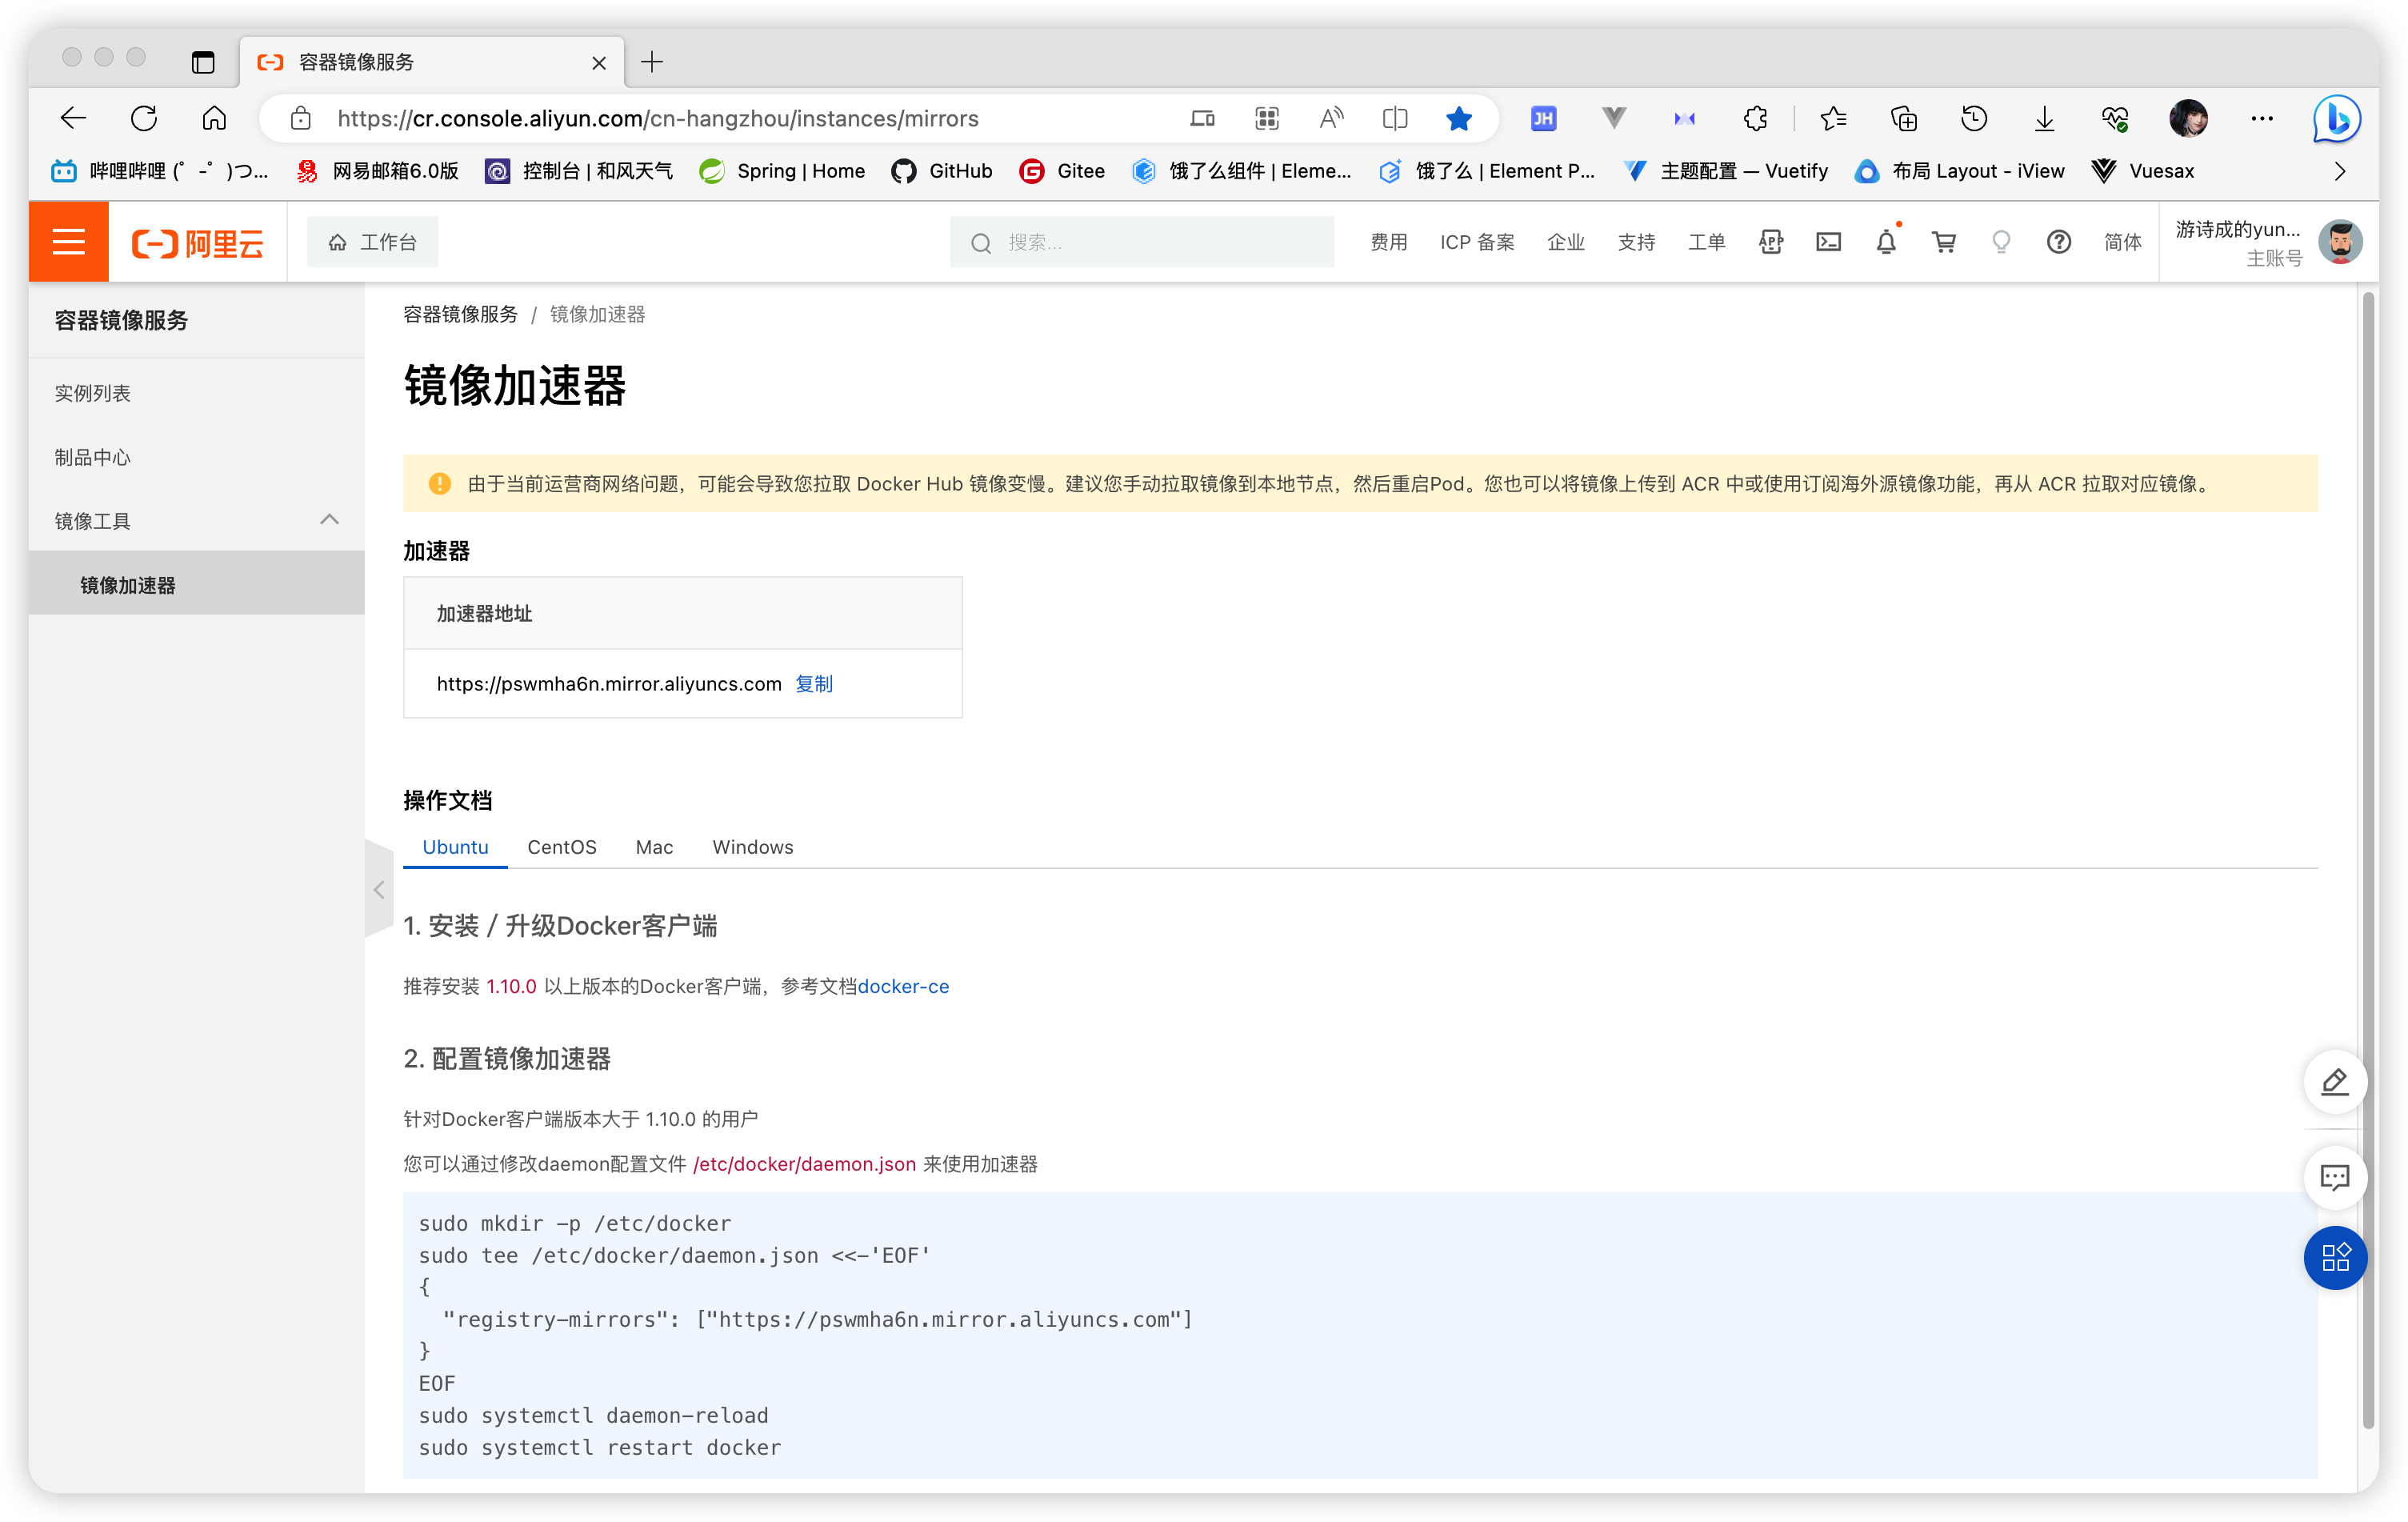 容器镜像服务
https://cr.console.aliyun.com/cn-hangzhou/instances/mirrors
JH
哔哩哔哩 (゜-゜)つ...
网易邮箱6.0版
控制台 | 和风天气
Spring | Home
GitHub
Gitee
饿了么组件 | Eleme...
饿了么 | Element P...
主题配置 — Vuetify
布局 Layout - iView
Vuesax
阿里云
工作台
搜索...
费用
ICP 备案
企业
支持
工单
APP
简体
游诗成的yun...
主账号
容器镜像服务
实例列表
制品中心
镜像工具
镜像加速器
容器镜像服务 / 镜像加速器
镜像加速器
由于当前运营商网络问题，可能会导致您拉取 Docker Hub 镜像变慢。建议您手动拉取镜像到本地节点，然后重启Pod。您也可以将镜像上传到 ACR 中或使用订阅海外源镜像功能，再从 ACR 拉取对应镜像。
加速器
加速器地址
https://pswmha6n.mirror.aliyuncs.com 复制
操作文档
Ubuntu CentOS Mac Windows
1. 安装 / 升级Docker客户端
推荐安装 1.10.0 以上版本的Docker客户端，参考文档docker-ce
2. 配置镜像加速器
针对Docker客户端版本大于 1.10.0 的用户
您可以通过修改daemon配置文件 /etc/docker/daemon.json 来使用加速器
sudo mkdir -p /etc/docker
sudo tee /etc/docker/daemon.json <<-'EOF'
{
  "registry-mirrors": ["https://pswmha6n.mirror.aliyuncs.com"]
}
EOF
sudo systemctl daemon-reload
sudo systemctl restart docker